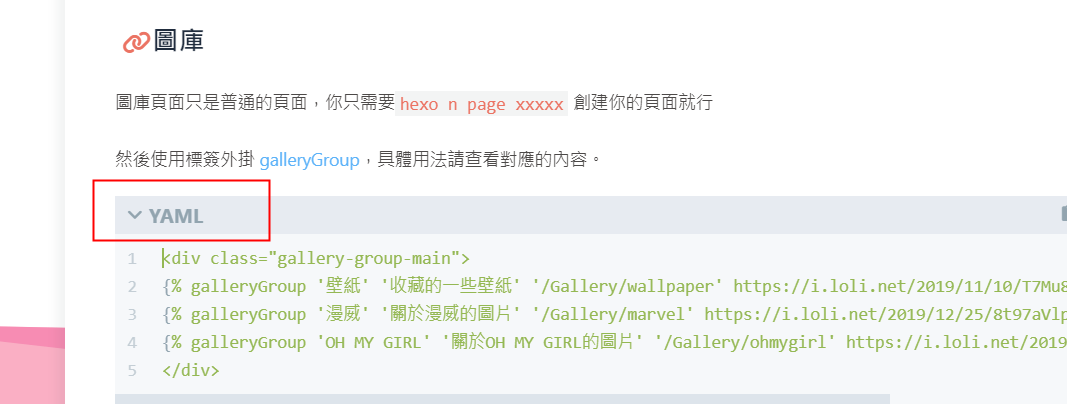 圖庫
圖庫頁面只是普通的頁面，你只需要hexo n page xxxxx 創建你的頁面就行
然後使用標簽外掛 galleryGroup，具體用法請查看對應的內容。
YAML
1 <div class="gallery-group-main">
2 {% galleryGroup '壁紙' '收藏的一些壁紙' '/Gallery/wallpaper' https://i.loli.net/2019/11/10/T7Mu8
3 {% galleryGroup '漫威' '關於漫威的圖片' '/Gallery/marvel' https://i.loli.net/2019/12/25/8t97aVlp
4 {% galleryGroup 'OH MY GIRL' '關於OH MY GIRL的圖片' '/Gallery/ohmygirl' https://i.loli.net/2019
5 </div>